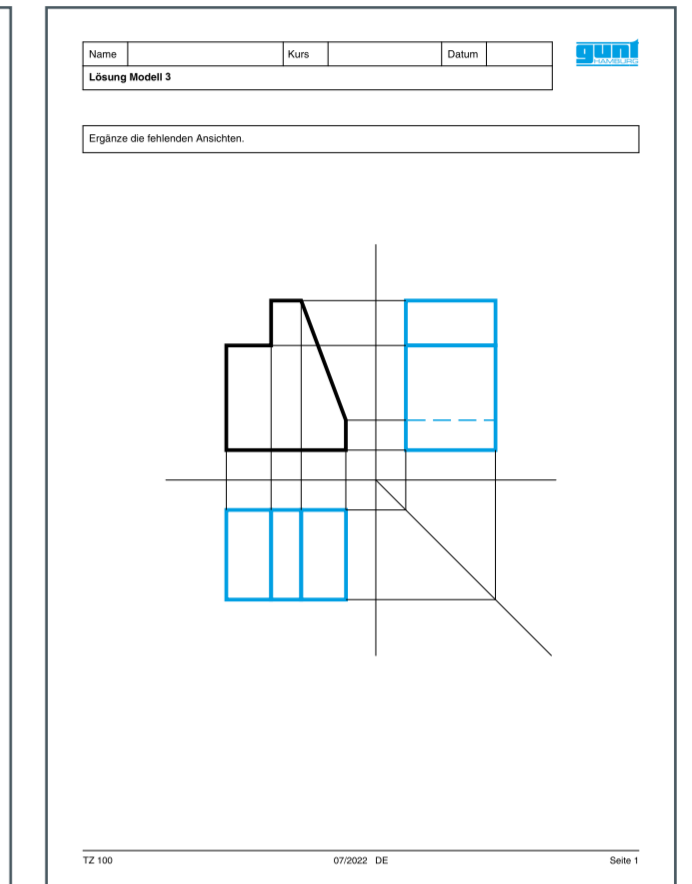 Name Kurs Datum
gunt
HAMBURG
Lösung Modell 3
Ergänze die fehlenden Ansichten.
TZ 100 07/2022 DE Seite 1